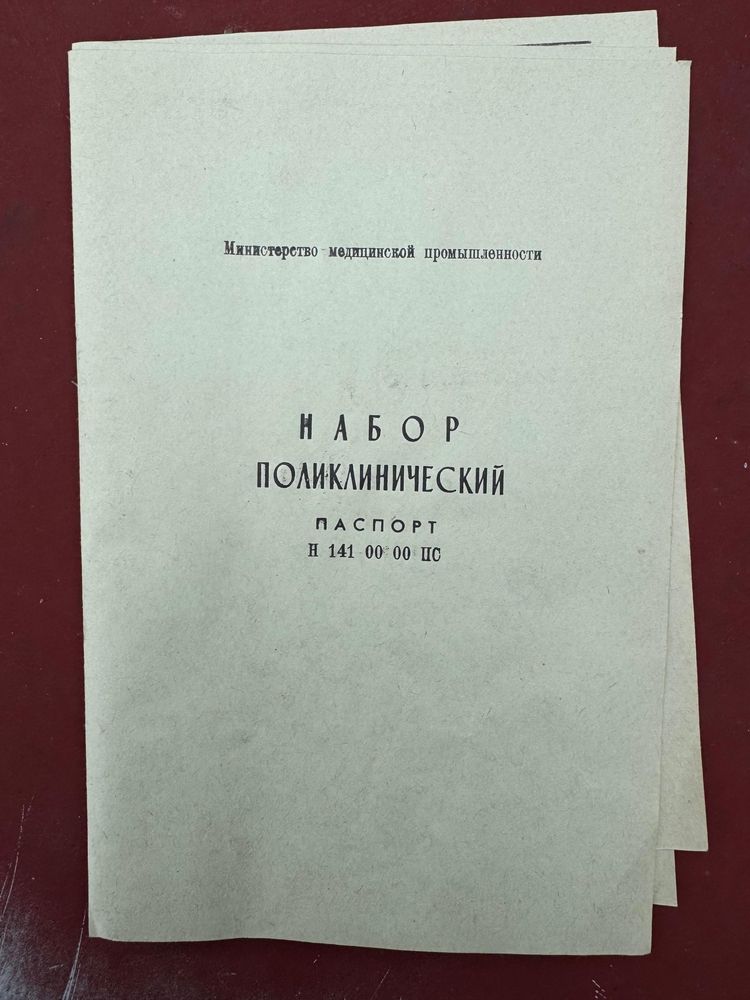 Министерство медицинской промышленности
НАБОР
ПОЛИКЛИНИЧЕСКИЙ
ПАСПОРТ
Н 141 00 00 ПС